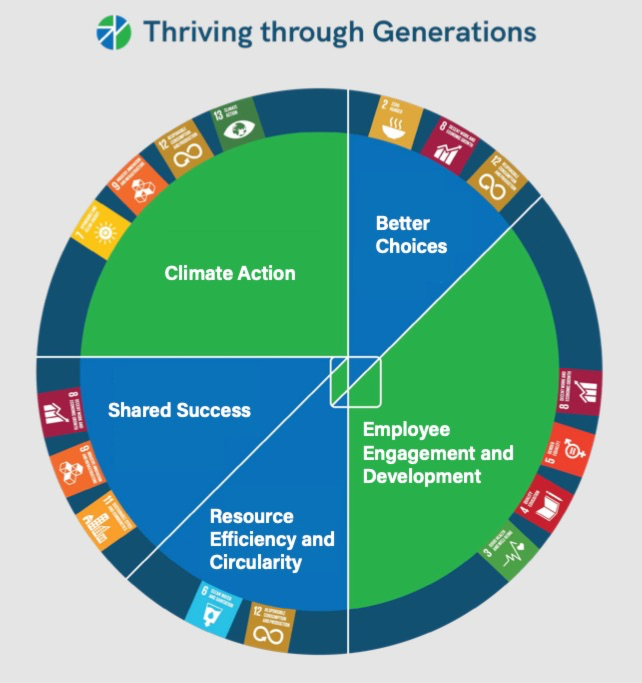 Thriving through Generations
13 CLIMATE
ACTION
12 RESPONSIBLE
CONSUMPTION
AND PRODUCTION
9 INDUSTRY, INNOVATION
AND INFRASTRUCTURE
7 AFFORDABLE AND
CLEAN ENERGY
2 ZERO
HUNGER
8 DECENT WORK AND
ECONOMIC GROWTH
12 RESPONSIBLE
CONSUMPTION
AND PRODUCTION
Better
Choices
Climate Action
Shared Success
8 DECENT WORK AND
ECONOMIC GROWTH
9 INDUSTRY, INNOVATION
AND INFRASTRUCTURE
11 SUSTAINABLE CITIES
AND COMMUNITIES
Employee
Engagement and
Development
8 DECENT WORK AND
ECONOMIC GROWTH
5 GENDER
EQUALITY
4 QUALITY
EDUCATION
3 GOOD HEALTH
AND WELL-BEING
Resource
Efficiency and
Circularity
6 CLEAN WATER
AND SANITATION
12 RESPONSIBLE
CONSUMPTION
AND PRODUCTION